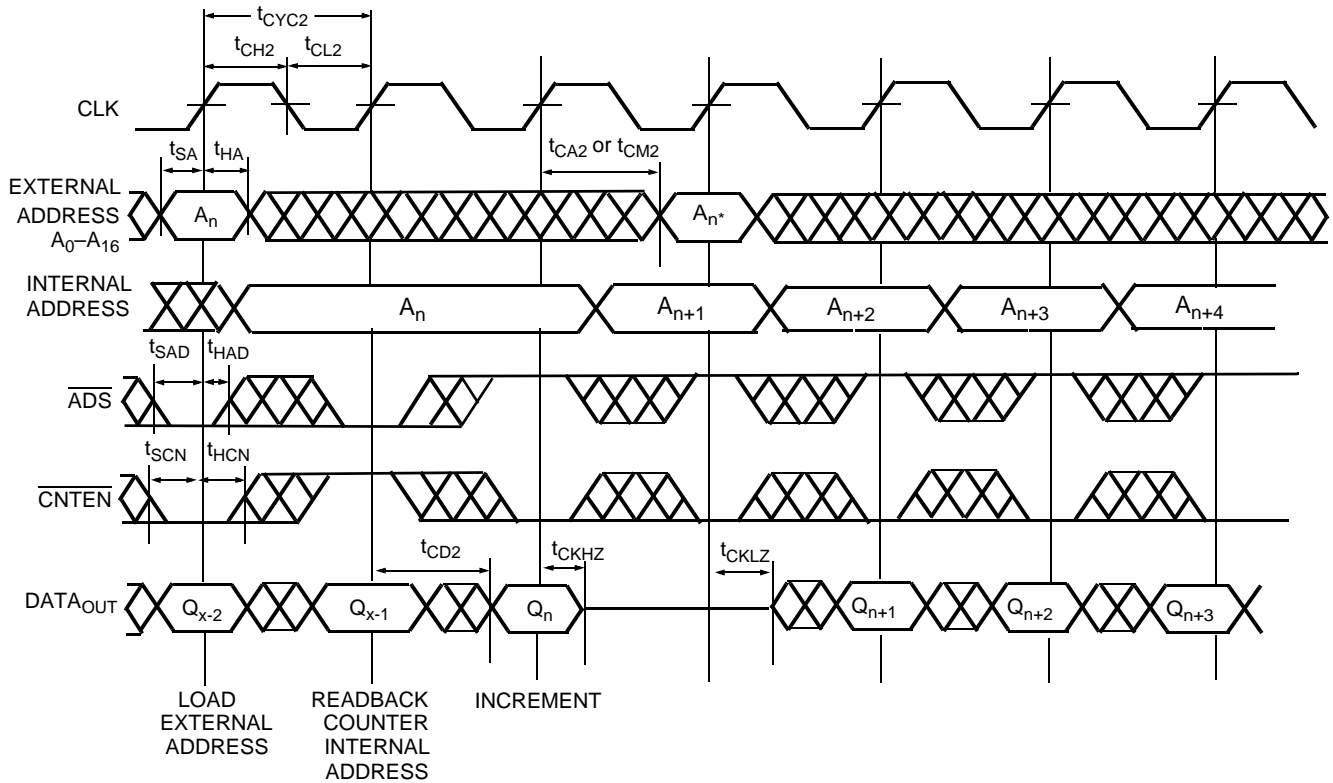 tCYC2
tCH2 tCL2
CLK
tSA tHA tCA2 or tCM2
EXTERNAL
ADDRESS
A0–A16
An An*
INTERNAL
ADDRESS
An An+1 An+2 An+3 An+4
tSAD tHAD
ADS
tSCN tHCN
CNTEN
tCD2 tCKHZ tCKLZ
DATAOUT
Qx-2 Qx-1 Qn Qn+1 Qn+2 Qn+3
LOAD
EXTERNAL
ADDRESS
READBACK
COUNTER
INTERNAL
ADDRESS
INCREMENT